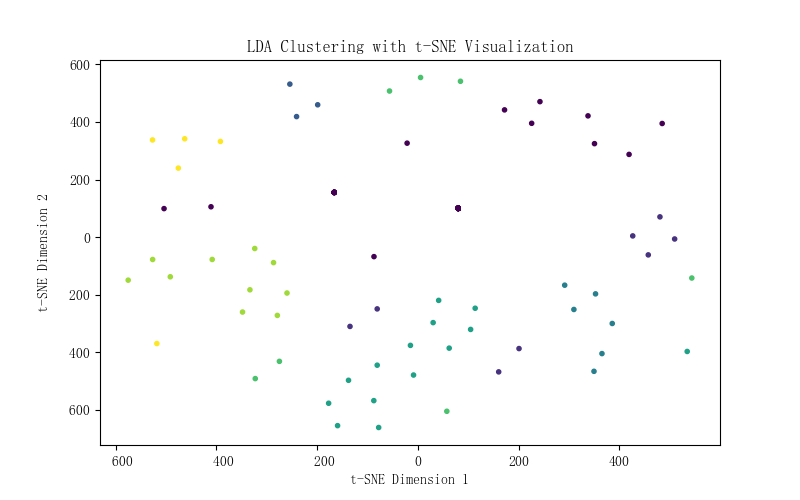 LDA Clustering with t-SNE Visualization
600
400
200
0
200
400
600
t-SNE Dimension 2
600 400 200 0 200 400
t-SNE Dimension 1